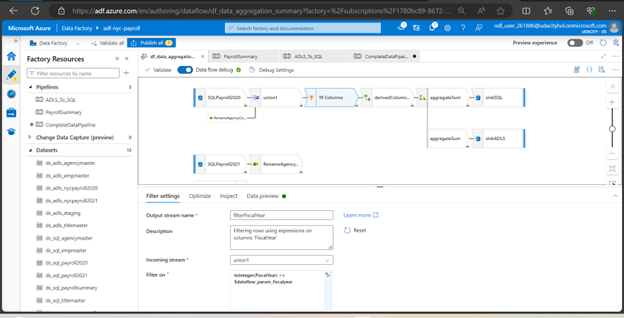 https://adf.azure.com/en/authoring/dataflow/df_data_aggregation_summary?factory=%2Fsubscriptions%2F1780bc89-8672-...
Microsoft Azure
Data Factory
adf-nyc-payroll
Search factory and documentation
odl_user_261886@udacityhol.onmicrosoft.com
UDACITY - DS
Data Factory
Validate all
Publish all
1
Preview experience
Off
Factory Resources
Filter resources by name
Pipelines
3
ADLS_To_SQL
PayrollSummary
CompleteDataPipeline
Change Data Capture (preview)
0
Datasets
13
ds_adls_agencymaster
ds_adls_empmaster
ds_adls_nycpayroll2020
ds_adls_nycpayroll2021
ds_adls_staging
ds_adls_titlemaster
ds_sql_agencymaster
ds_sql_empmaster
ds_sql_payroll2020
ds_sql_payroll2021
ds_sql_payrollsummary
ds_sql_titlemaster
df_data_aggregatio...
PayrollSummary
ADLS_To_SQL
CompleteDataPipel...
Validate
Data flow debug
Debug Settings
SQLPayroll2020
union1
19 Columns
derivedColumn...
aggregateSum
sinkSQL
RenameAgencyCo...
aggregateSum
sinkADLS
SQLPayroll2021
RenameAgency...
Filter settings
Optimize
Inspect
Data preview
Output stream name *
filterFiscalYear
Learn more
Description
Filtering rows using expressions on
columns 'FiscalYear'
Reset
Incoming stream *
union1
Filter on *
toInteger(FiscalYear) >=
$dataflow_param_fiscalyear